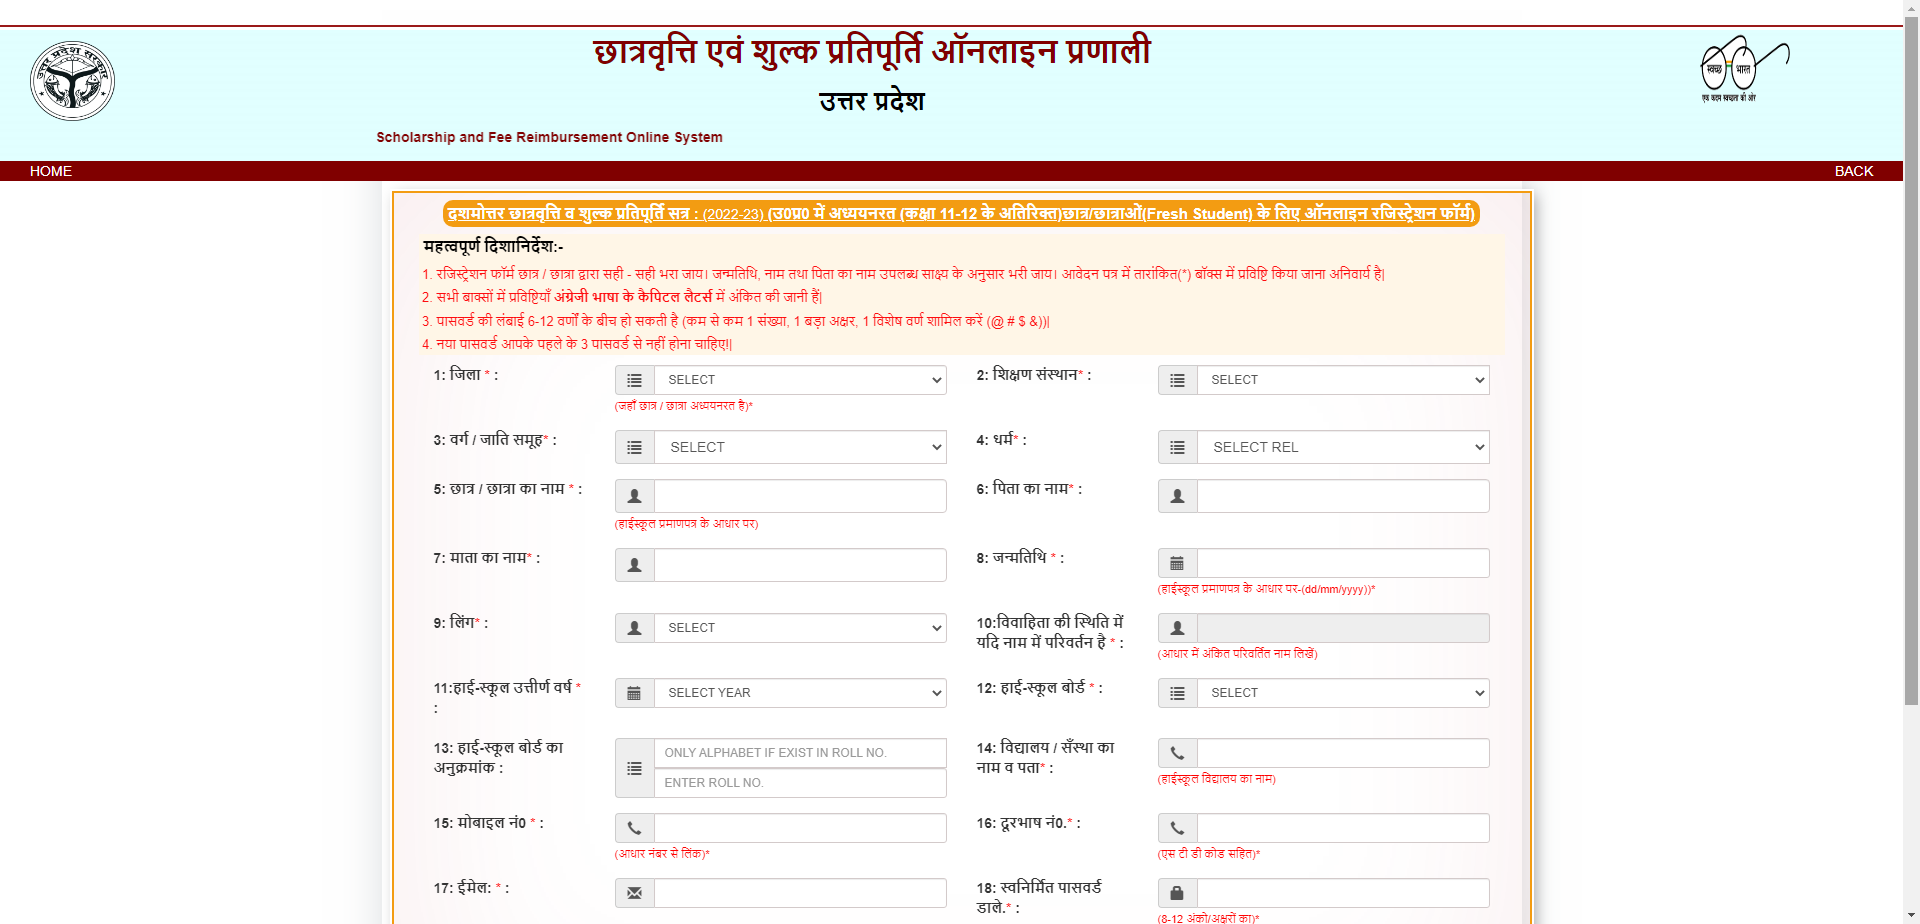 छात्रवृत्ति एवं शुल्क प्रतिपूर्ति ऑनलाइन प्रणाली
उत्तर प्रदेश सरकार
स्वच्छ भारत
एक कदम स्वच्छता की ओर
उत्तर प्रदेश
Scholarship and Fee Reimbursement Online System
HOME BACK
दशमोत्तर छात्रवृत्ति व शुल्क प्रतिपूर्ति सत्र : (2022-23) (उ0प्र0 में अध्ययनरत (कक्षा 11-12 के अतिरिक्त)छात्र/छात्राओं(Fresh Student) के लिए ऑनलाइन रजिस्ट्रेशन फॉर्म)
महत्वपूर्ण दिशानिर्देश:-
1. रजिस्ट्रेशन फॉर्म छात्र / छात्रा द्वारा सही - सही भरा जाय। जन्मतिथि, नाम तथा पिता का नाम उपलब्ध साक्ष्य के अनुसार भरी जाय। आवेदन पत्र में तारांकित(*) बॉक्स में प्रविष्टि किया जाना अनिवार्य है|
2. सभी बाक्सों में प्रविष्टियाँ अंग्रेजी भाषा के कैपिटल लैटर्स में अंकित की जानी हैं|
3. पासवर्ड की लंबाई 6-12 वर्णों के बीच हो सकती है (कम से कम 1 संख्या, 1 बड़ा अक्षर, 1 विशेष वर्ण शामिल करें (@ # $ &))|
4. नया पासवर्ड आपके पहले के 3 पासवर्ड से नहीं होना चाहिए!|
1: जिला * : SELECT 2: शिक्षण संस्थान* : SELECT
(जहाँ छात्र / छात्रा अध्ययनरत है)*
3: वर्ग / जाति समूह* : SELECT 4: धर्म* : SELECT REL
5: छात्र / छात्रा का नाम * : 6: पिता का नाम* :
(हाईस्कूल प्रमाणपत्र के आधार पर)
7: माता का नाम* : 8: जन्मतिथि * :
(हाईस्कूल प्रमाणपत्र के आधार पर-(dd/mm/yyyy))*
9: लिंग* : SELECT 10:विवाहिता की स्थिति में
यदि नाम में परिवर्तन है * :
(आधार में अंकित परिवर्तित नाम लिखें)
11:हाई-स्कूल उत्तीर्ण वर्ष * SELECT YEAR 12: हाई-स्कूल बोर्ड * : SELECT
:
13: हाई-स्कूल बोर्ड का ONLY ALPHABET IF EXIST IN ROLL NO. 14: विद्यालय / सँस्था का
अनुक्रमांक : ENTER ROLL NO. नाम व पता* :
(हाईस्कूल विद्यालय का नाम)
15: मोबाइल नं0 * : 16: दूरभाष नं0.* :
(आधार नंबर से लिंक)* (एस टी डी कोड सहित)*
17: ईमेल: * : 18: स्वनिर्मित पासवर्ड
डाले.* :
(8-12 अंको/अक्षरों का)*